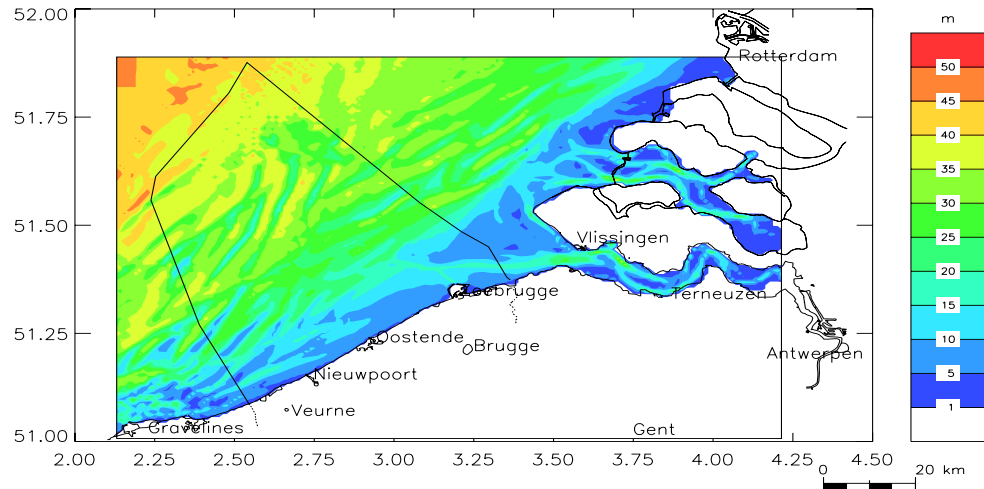 52.00
51.75
51.50
51.25
51.00
2.00 2.25 2.50 2.75 3.00 3.25 3.50 3.75 4.00 4.25 4.50
Rotterdam
Vlissingen
Zeebrugge
Terneuzen
Oostende
Brugge
Antwerpen
Nieuwpoort
Veurne
Gravelines
Gent
m
50
45
40
35
30
25
20
15
10
5
1
0 20 km